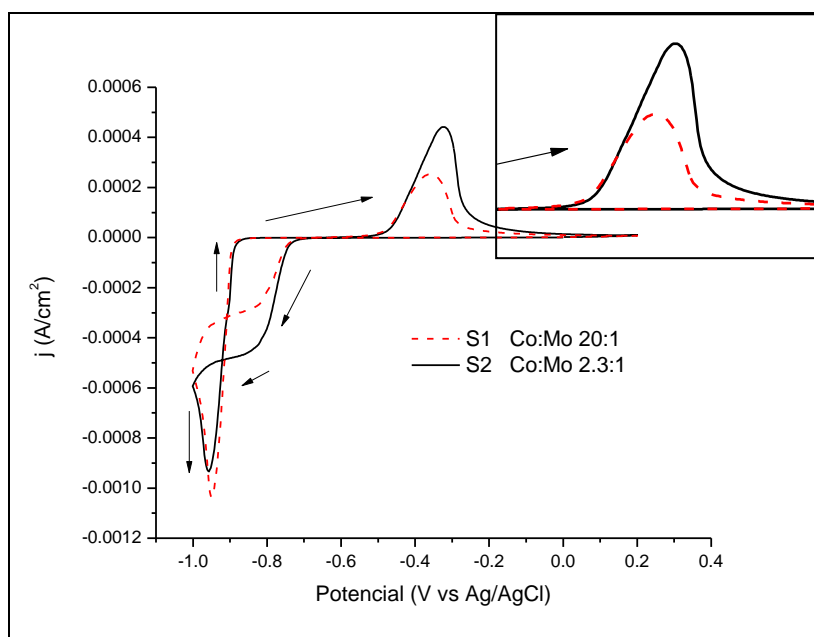 0.0006
0.0004
0.0002
0.0000
-0.0002
-0.0004
-0.0006
-0.0008
-0.0010
-0.0012
j (A/cm²)
S1 Co:Mo 20:1
S2 Co:Mo 2.3:1
-1.0 -0.8 -0.6 -0.4 -0.2 0.0 0.2 0.4
Potencial (V vs Ag/AgCl)